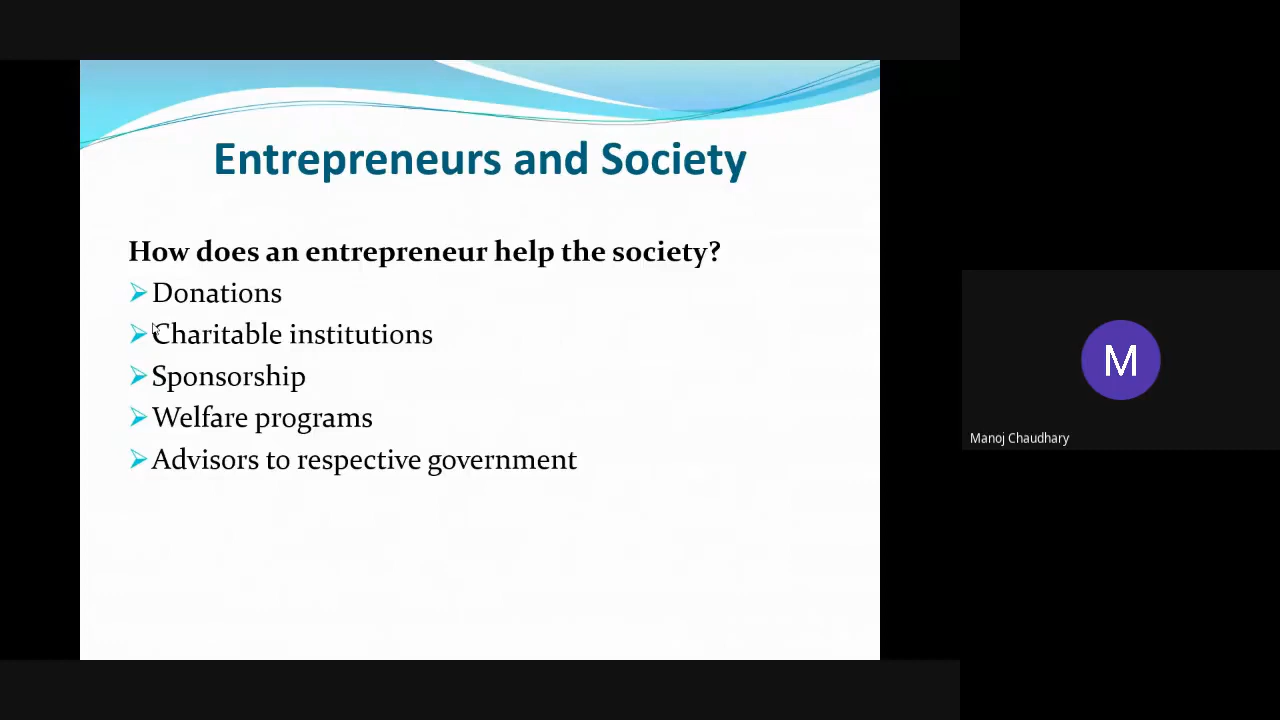 Entrepreneurs and Society
How does an entrepreneur help the society?
Donations
Charitable institutions
Sponsorship
Welfare programs
Advisors to respective government
M
Manoj Chaudhary